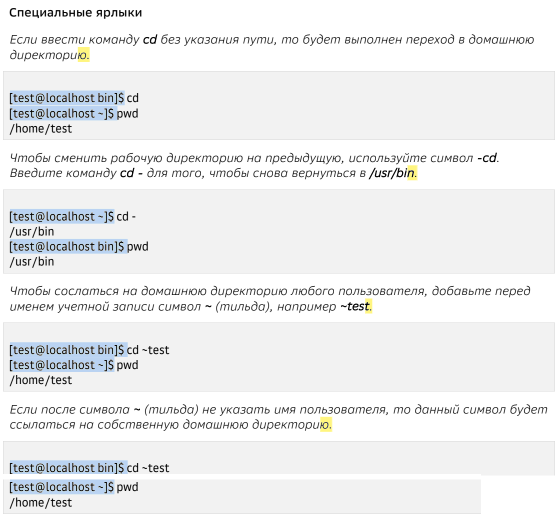 Специальные ярлыки
Если ввести команду cd без указания пути, то будет выполнен переход в домашнюю
директорию.
[test@localhost bin]$ cd
[test@localhost ~]$ pwd
/home/test
Чтобы сменить рабочую директорию на предыдущую, используйте символ -cd.
Введите команду cd - для того, чтобы снова вернуться в /usr/bin.
[test@localhost ~]$ cd -
/usr/bin
[test@localhost bin]$ pwd
/usr/bin
Чтобы сослаться на домашнюю директорию любого пользователя, добавьте перед
именем учетной записи символ ~ (тильда), например ~test.
[test@localhost bin]$ cd ~test
[test@localhost ~]$ pwd
/home/test
Если после символа ~ (тильда) не указать имя пользователя, то данный символ будет
ссылаться на собственную домашнюю директорию.
[test@localhost bin]$ cd ~test
[test@localhost ~]$ pwd
/home/test